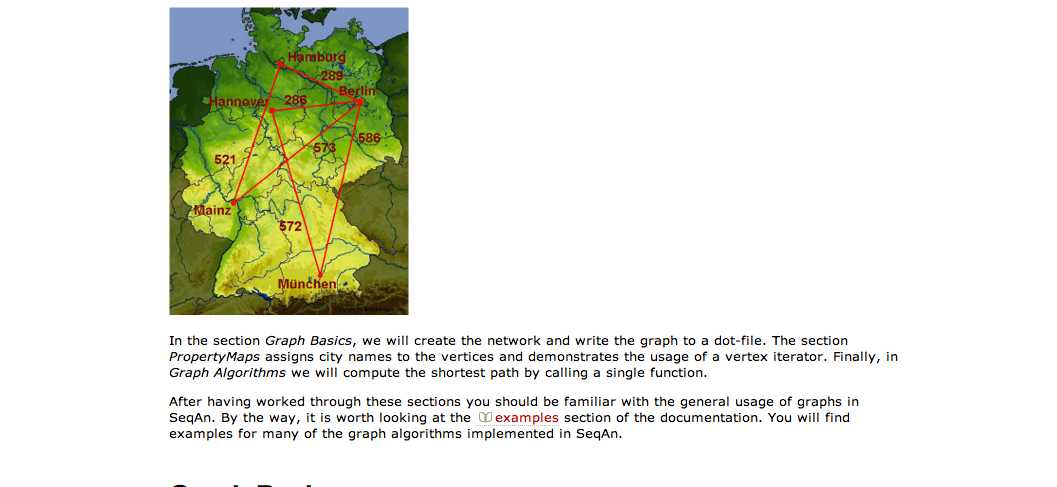 Hamburg
289
Berlin
Hannover
286
586
573
521
Mainz
572
München
In the section Graph Basics, we will create the network and write the graph to a dot-file. The section
PropertyMaps assigns city names to the vertices and demonstrates the usage of a vertex iterator. Finally, in
Graph Algorithms we will compute the shortest path by calling a single function.
After having worked through these sections you should be familiar with the general usage of graphs in
SeqAn. By the way, it is worth looking at the examples section of the documentation. You will find
examples for many of the graph algorithms implemented in SeqAn.